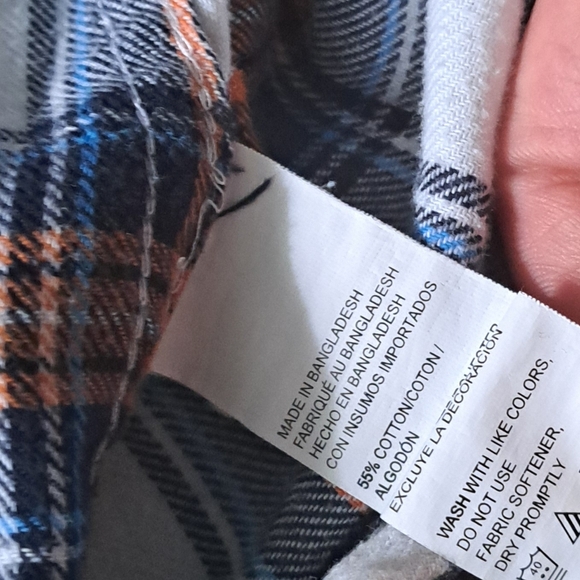 MADE IN BANGLADESH
FABRIQUÉ AU BANGLADESH
HECHO EN BANGLADESH
CON INSUMOS IMPORTADOS
55% COTTON/COTON /
ALGODÓN
EXCLUYE LA DECORACIÓN
WASH WITH LIKE COLORS,
DO NOT USE
FABRIC SOFTENER,
DRY PROMPTLY
40